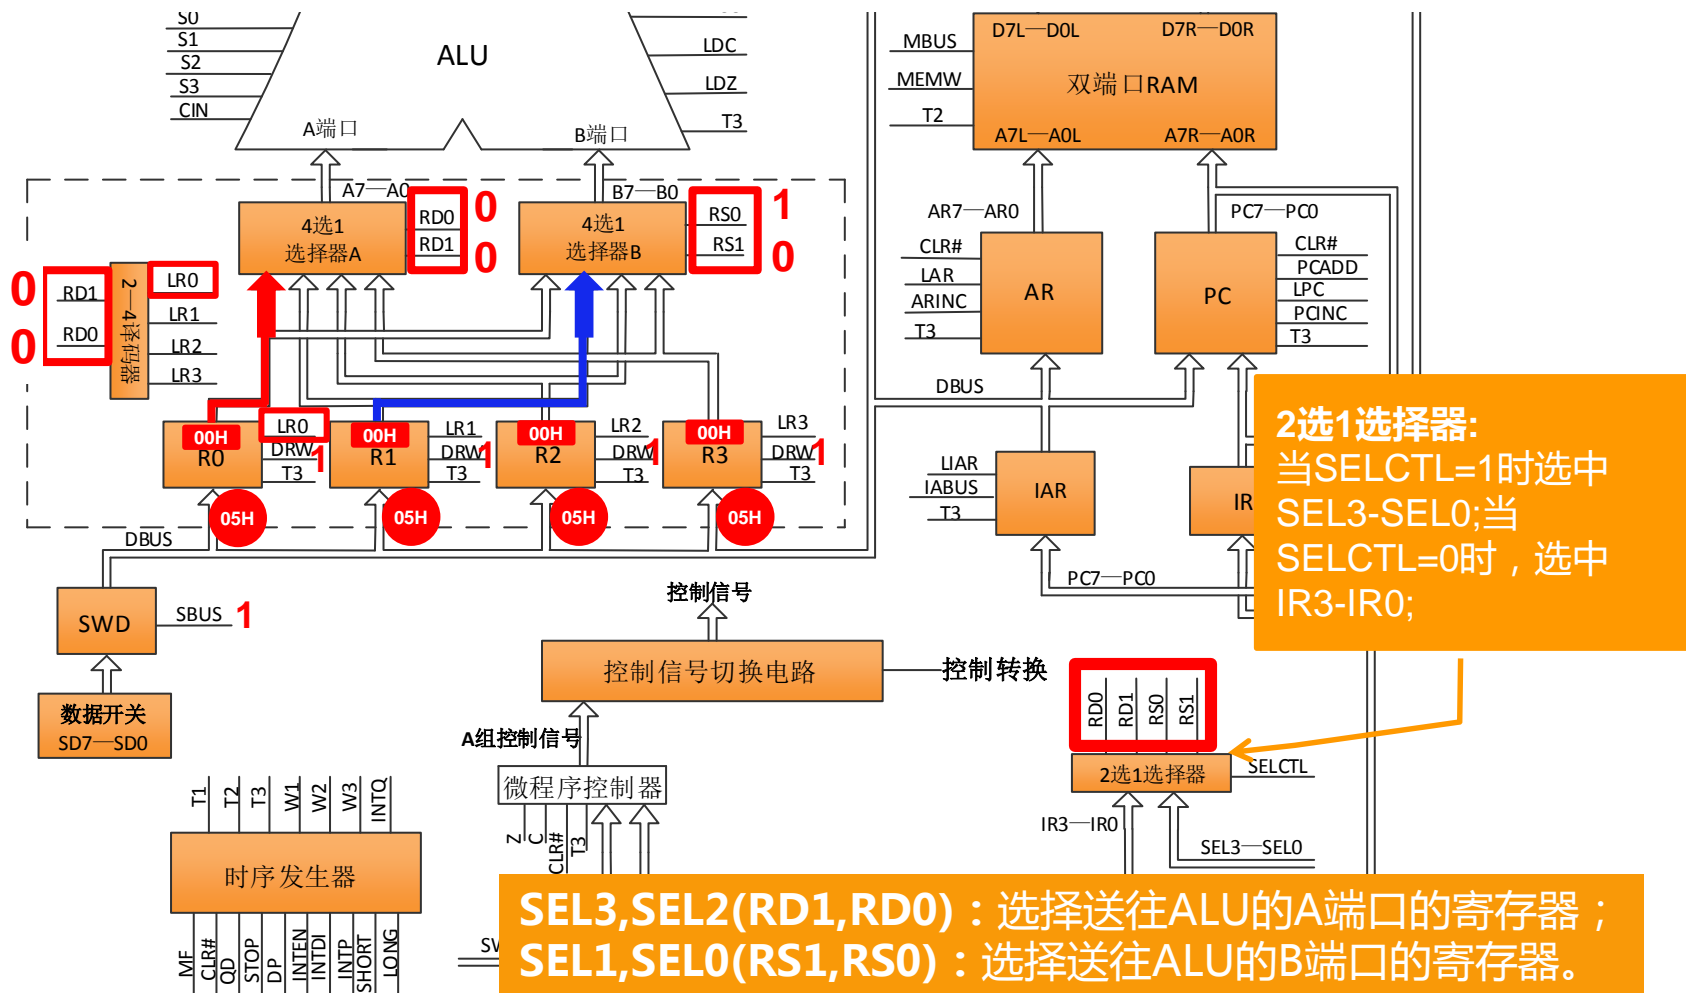 S0
S1
S2
S3
CIN
ALU
A端口
B端口
LDC
LDZ
T3
MBUS
MEMW
T2
D7L—D0L
D7R—D0R
双端口RAM
A7L—A0L
A7R—A0R
A7—A0
B7—B0
4选1
选择器A
RD0
RD1
0
0
4选1
选择器B
RS0
RS1
1
0
0
0
RD1
RD0
2—4译码器
LR0
LR1
LR2
LR3
AR7—AR0
PC7—PC0
CLR#
LAR
ARINC
T3
AR
PC
CLR#
PCADD
LPC
PCINC
T3
DBUS
00H
R0
LR0
DRW
1
T3
00H
R1
LR1
DRW
1
T3
00H
R2
LR2
DRW
1
T3
00H
R3
LR3
DRW
1
T3
05H
05H
05H
05H
DBUS
LIAR
IABUS
T3
IAR
IR
PC7—PC0
2选1选择器:
当SELCTL=1时选中
SEL3-SEL0;当
SELCTL=0时，选中
IR3-IR0;
SWD
SBUS
1
数据开关
SD7—SD0
控制信号
控制信号切换电路
控制转换
A组控制信号
微程序控制器
Z
C
CLR#
T3
RD0
RD1
RS0
RS1
2选1选择器
SELCTL
IR3—IR0
SEL3—SEL0
T1
T2
T3
W1
W2
W3
INTQ
时序发生器
MF
CLR#
QD
STOP
DP
INTEN
INTDI
INTP
SHORT
LONG
SEL3,SEL2(RD1,RD0)：选择送往ALU的A端口的寄存器；
SEL1,SEL0(RS1,RS0)：选择送往ALU的B端口的寄存器。